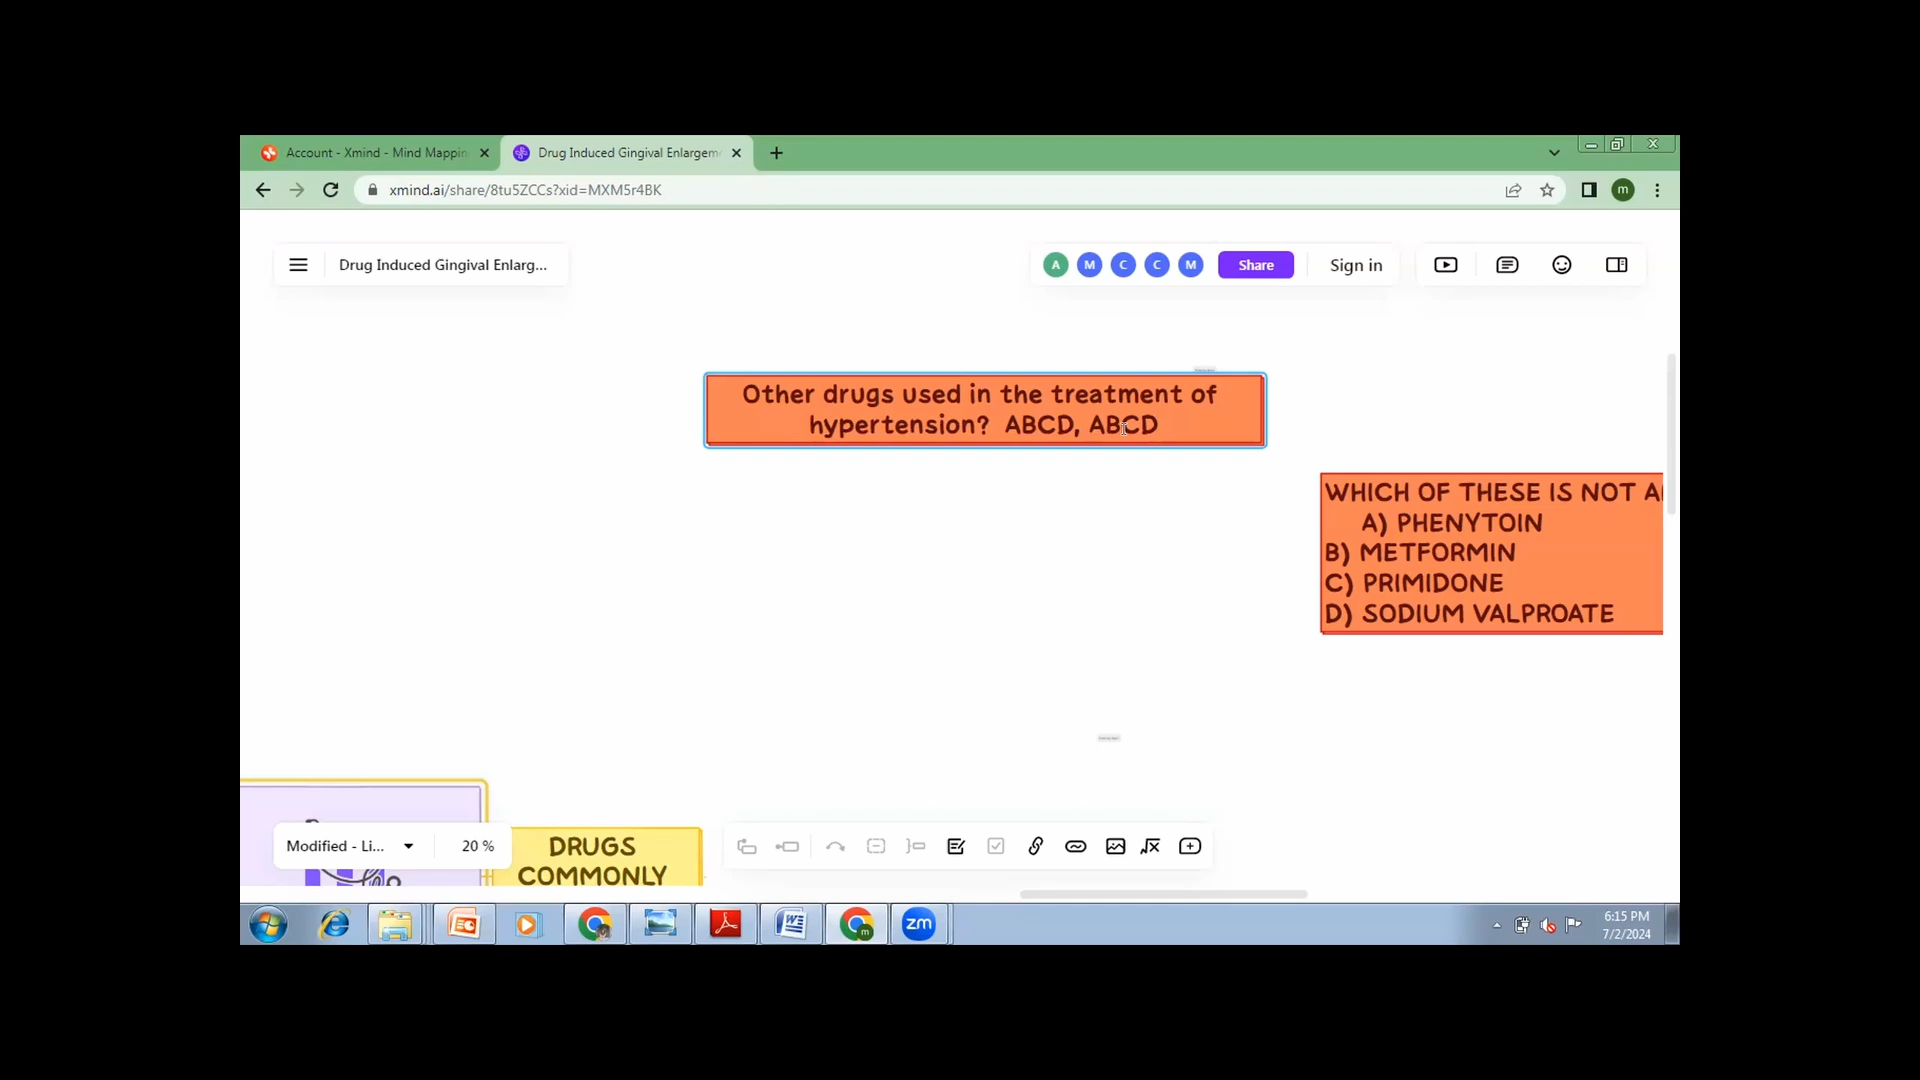 Account - Xmind - Mind Mappin
Drug Induced Gingival Enlargem
xmind.ai/share/8tu5ZCCs?xid=MXM5r4BK
m
Drug Induced Gingival Enlarg...
A M C C M
Share
Sign in
Other drugs used in the treatment of
hypertension? ABCD, ABCD
WHICH OF THESE IS NOT A
A) PHENYTOIN
B) METFORMIN
C) PRIMIDONE
D) SODIUM VALPROATE
Modified - Li...
20 %
DRUGS
COMMONLY
zm
6:15 PM
7/2/2024